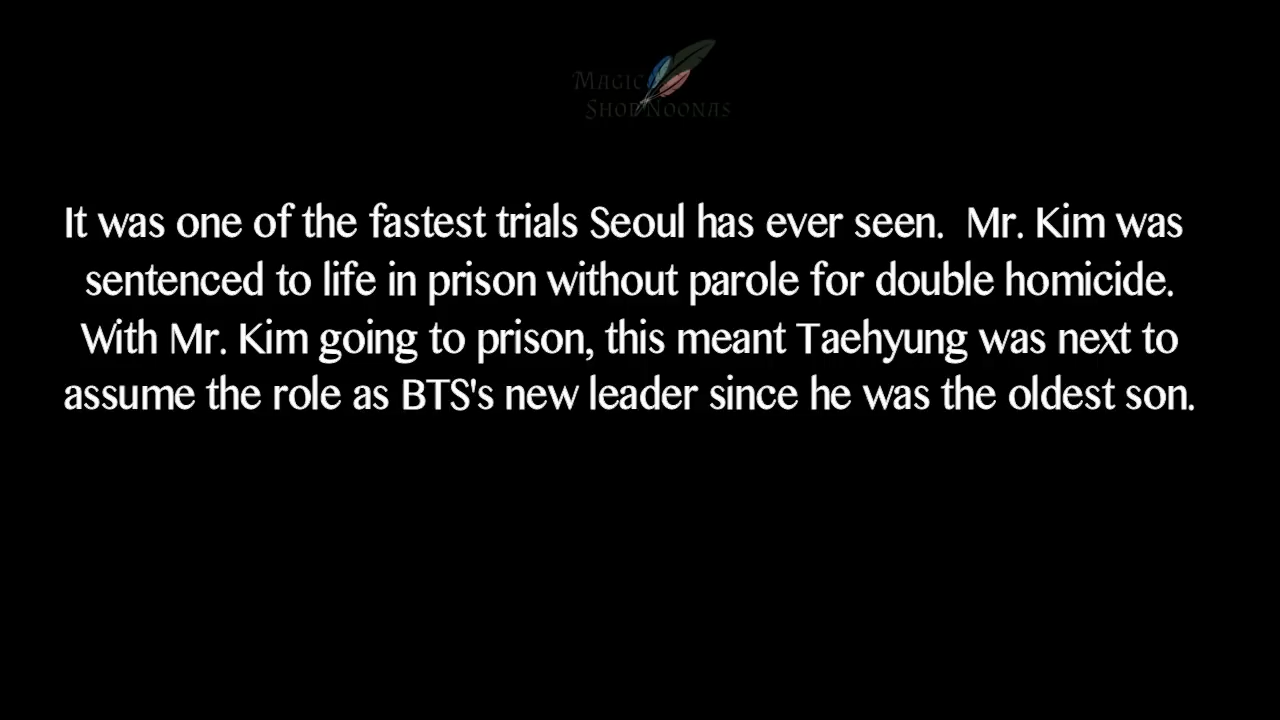 MAGIC
SHOP NOONAS
It was one of the fastest trials Seoul has ever seen.  Mr. Kim was
sentenced to life in prison without parole for double homicide.
With Mr. Kim going to prison, this meant Taehyung was next to
assume the role as BTS's new leader since he was the oldest son.